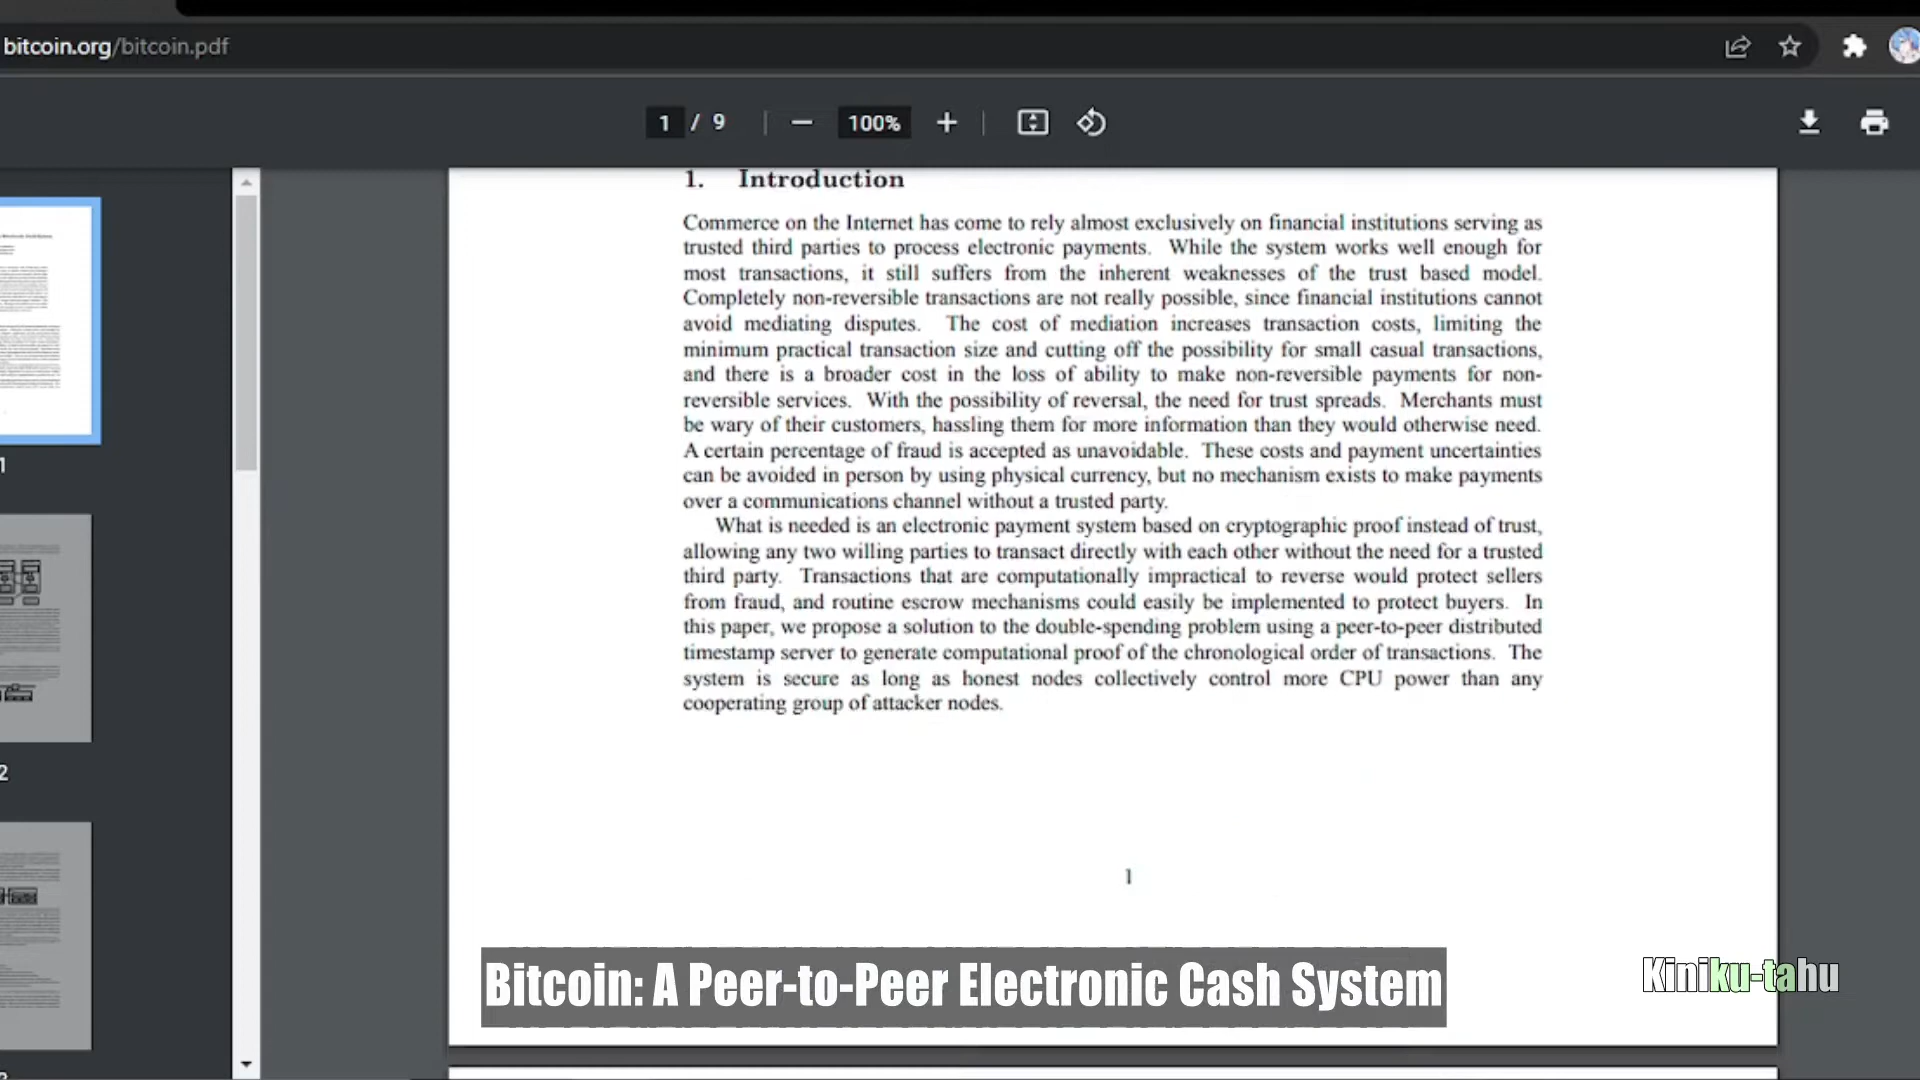 bitcoin.org/bitcoin.pdf
1 / 9
100%
1. Introduction
Commerce on the Internet has come to rely almost exclusively on financial institutions serving as
trusted third parties to process electronic payments. While the system works well enough for
most transactions, it still suffers from the inherent weaknesses of the trust based model.
Completely non-reversible transactions are not really possible, since financial institutions cannot
avoid mediating disputes. The cost of mediation increases transaction costs, limiting the
minimum practical transaction size and cutting off the possibility for small casual transactions,
and there is a broader cost in the loss of ability to make non-reversible payments for non-
reversible services. With the possibility of reversal, the need for trust spreads. Merchants must
be wary of their customers, hassling them for more information than they would otherwise need.
A certain percentage of fraud is accepted as unavoidable. These costs and payment uncertainties
can be avoided in person by using physical currency, but no mechanism exists to make payments
over a communications channel without a trusted party.
What is needed is an electronic payment system based on cryptographic proof instead of trust,
allowing any two willing parties to transact directly with each other without the need for a trusted
third party. Transactions that are computationally impractical to reverse would protect sellers
from fraud, and routine escrow mechanisms could easily be implemented to protect buyers. In
this paper, we propose a solution to the double-spending problem using a peer-to-peer distributed
timestamp server to generate computational proof of the chronological order of transactions. The
system is secure as long as honest nodes collectively control more CPU power than any
cooperating group of attacker nodes.
1
1
2
Bitcoin: A Peer-to-Peer Electronic Cash System
Kiniku-tahu